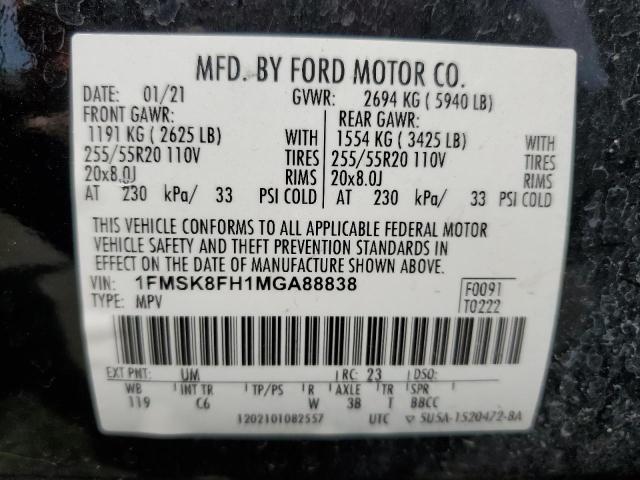 MFD. BY FORD MOTOR CO.
DATE: 01/21 GVWR: 2694 KG ( 5940 LB)
FRONT GAWR: REAR GAWR:
1191 KG ( 2625 LB) 1554 KG ( 3425 LB)
255/55R20 110V TIRES 255/55R20 110V TIRES
20x8.0J RIMS 20x8.0J RIMS
AT 230 kPa/ 33 PSI COLD AT 230 kPa/ 33 PSI COLD
THIS VEHICLE CONFORMS TO ALL APPLICABLE FEDERAL MOTOR
VEHICLE SAFETY AND THEFT PREVENTION STANDARDS IN
EFFECT ON THE DATE OF MANUFACTURE SHOWN ABOVE.
VIN: 1FMSK8FH1MGA88838 F0091
TYPE: MPV T0222
EXT PNT: UM RC: 23 DSO:
WB INT TR TP/PS R AXLE TR SPR
119 C6 W 3B T BBCC
1202101082557 UTC 5U5A-1520472-BA